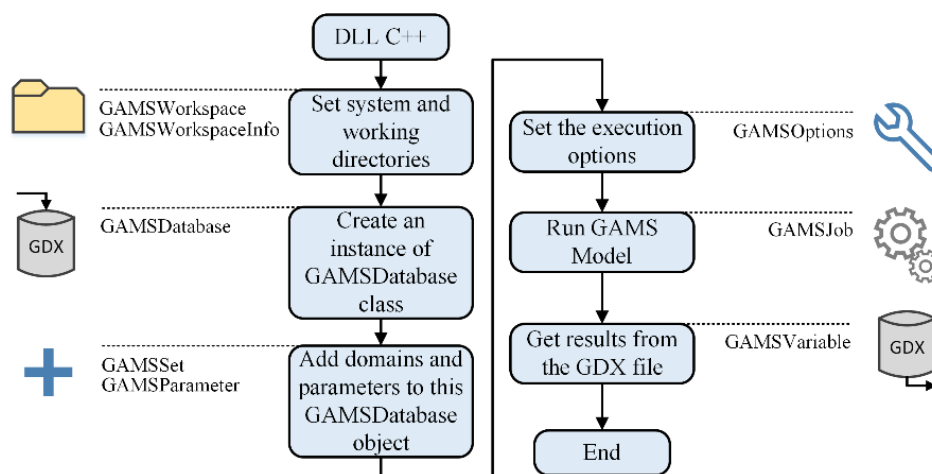 DLL C++
GAMSWorkspace
GAMSWorkspaceInfo
Set system and
working
directories
GDX
GAMSDatabase
Create an
instance of
GAMSDatabase
class
GAMSSet
GAMSParameter
Add domains and
parameters to this
GAMSDatabase
object
Set the execution
options
GAMSOptions
Run GAMS
Model
GAMSJob
Get results from
the GDX file
GAMSVariable
GDX
End